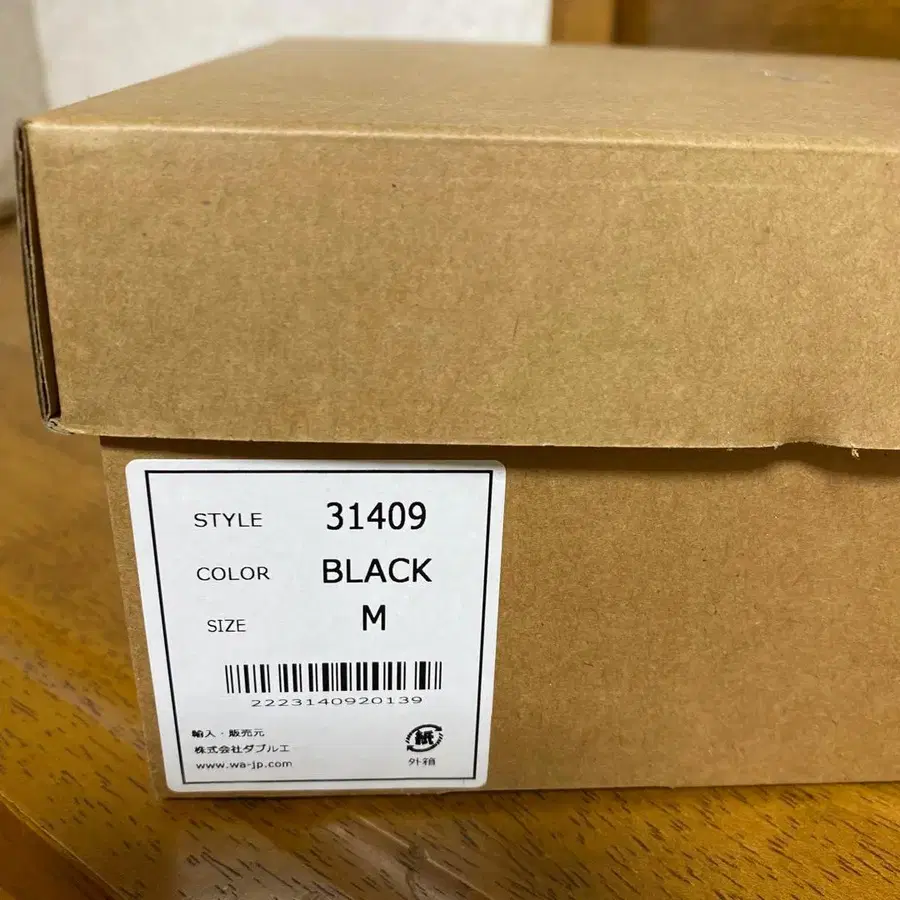 STYLE 31409
COLOR BLACK
SIZE M
2223140920139
輸入・販売元
株式会社ダブルエ
www.wa-jp.com
紙
外箱